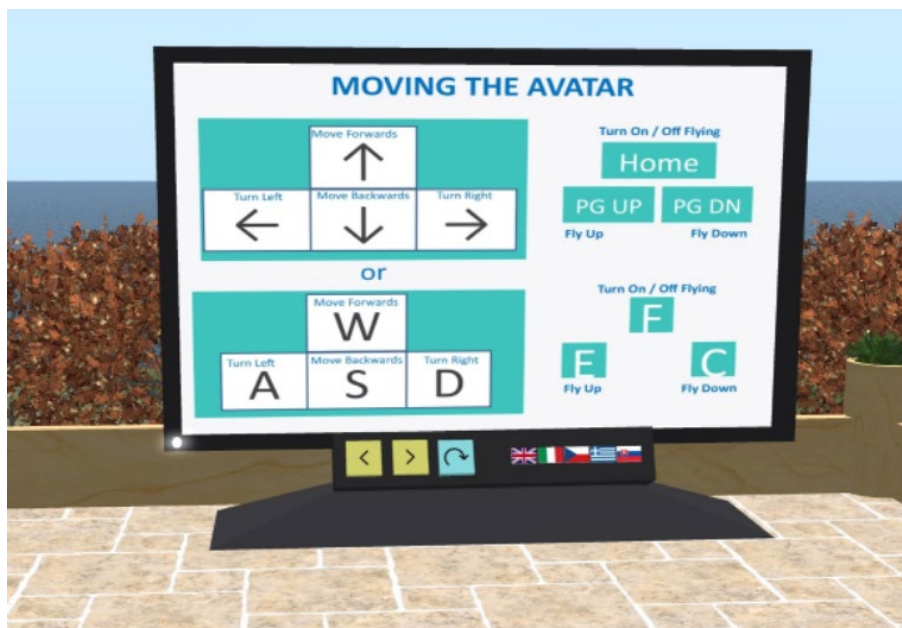 MOVING THE AVATAR
Move Forwards
Turn Left Move Backwards Turn Right
or
Move Forwards
W
Turn Left Move Backwards Turn Right
A S D
Turn On / Off Flying
Home
PG UP PG DN
Fly Up Fly Down
Turn On / Off Flying
F
E C
Fly Up Fly Down